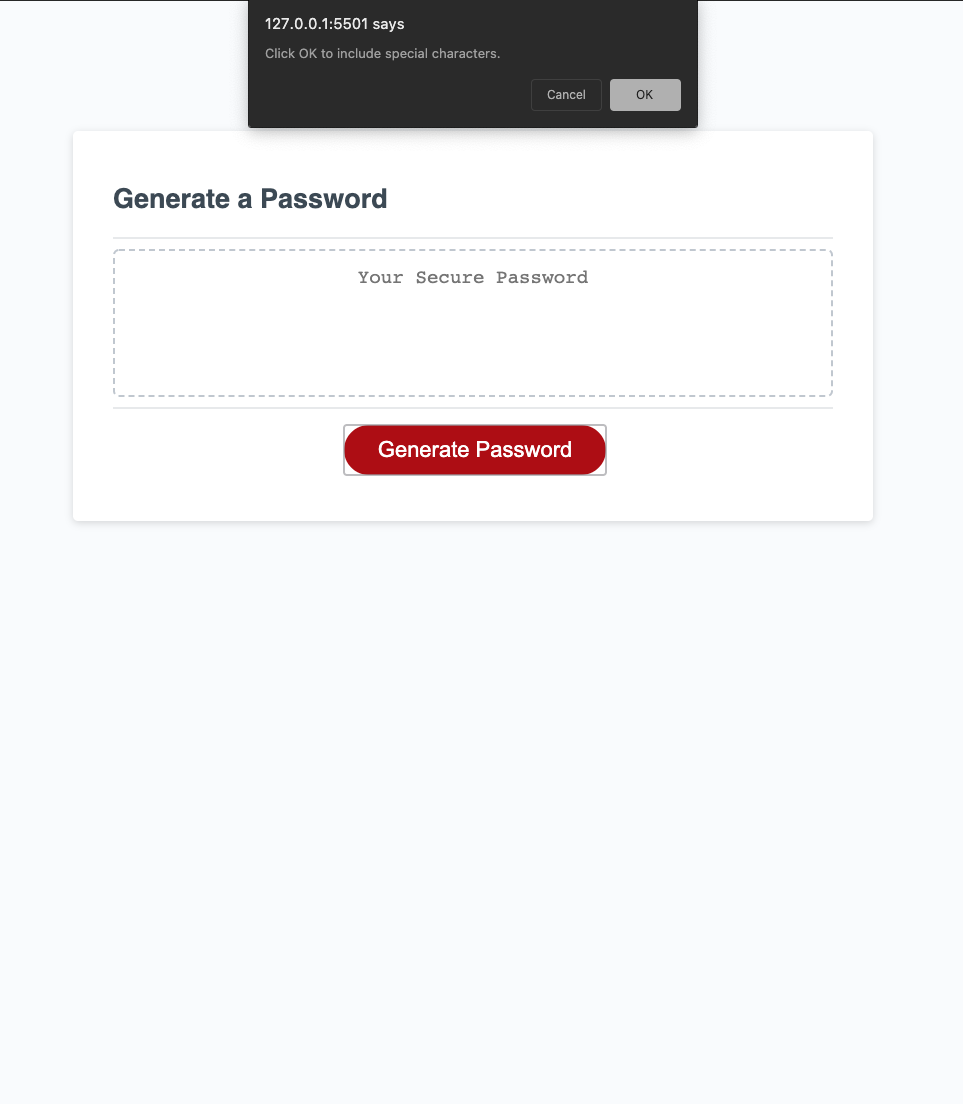 127.0.0.1:5501 says
Click OK to include special characters.
Cancel
OK
Generate a Password
Your Secure Password
Generate Password